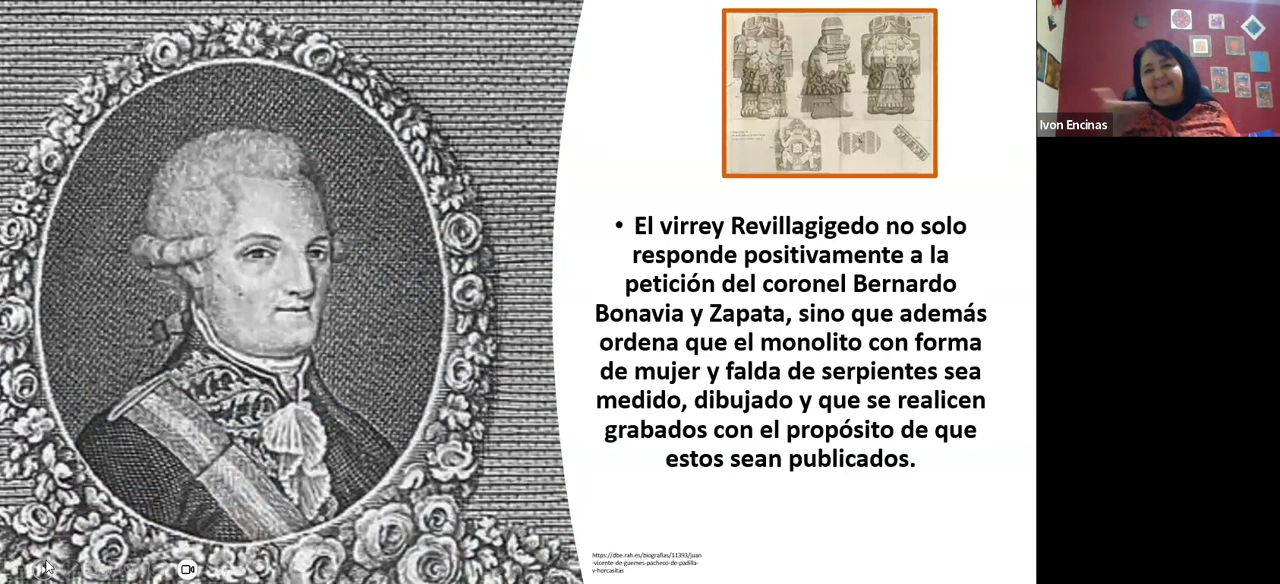 Ivon Encinas
• El virrey Revillagigedo no solo
responde positivamente a la
petición del coronel Bernardo
Bonavia y Zapata, sino que además
ordena que el monolito con forma
de mujer y falda de serpientes sea
medido, dibujado y que se realicen
grabados con el propósito de que
estos sean publicados.
https://dbe.rah.es/biografias/11393/juan
-vicente-de-guemes-pacheco-de-padilla-
y-horcasitas